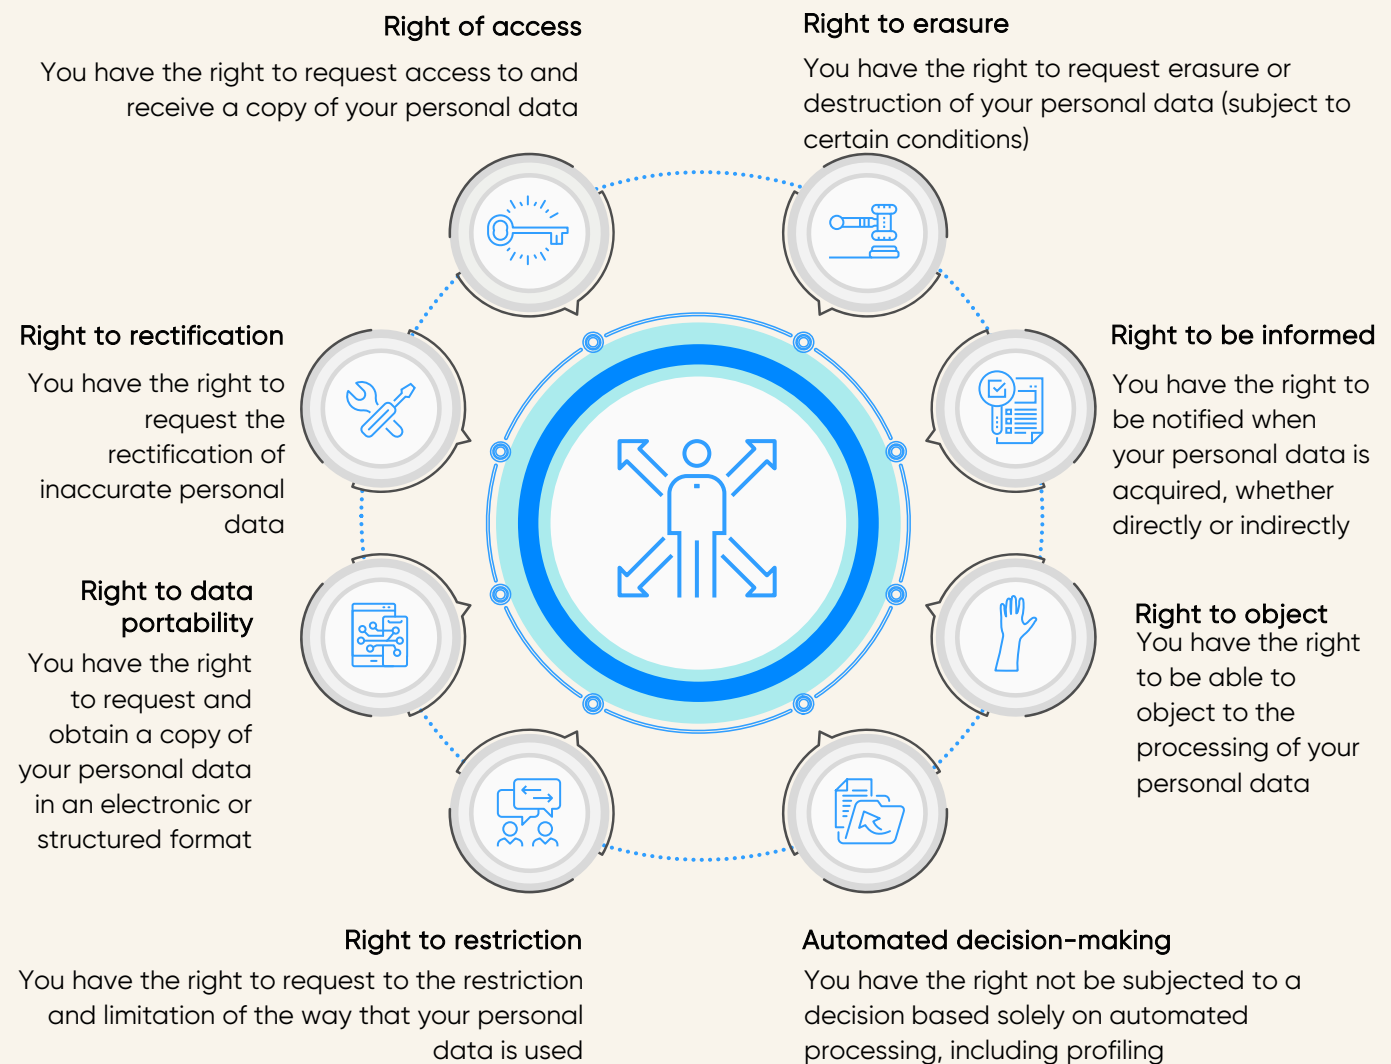 Right of access
You have the right to request access to and
receive a copy of your personal data
Right to erasure
You have the right to request erasure or
destruction of your personal data (subject to
certain conditions)
Right to rectification
You have the right to
request the
rectification of
inaccurate personal
data
Right to be informed
You have the right to
be notified when
your personal data is
acquired, whether
directly or indirectly
Right to data
portability
You have the right
to request and
obtain a copy of
your personal data
in an electronic or
structured format
Right to object
You have the right
to be able to
object to the
processing of your
personal data
Right to restriction
You have the right to request to the restriction
and limitation of the way that your personal
data is used
Automated decision-making
You have the right not be subjected to a
decision based solely on automated
processing, including profiling